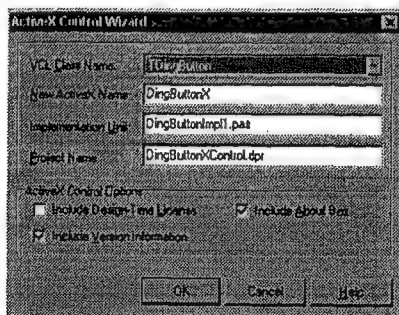 ActiveX Control Wizard
VCL Class Name: TDingButton
New ActiveX Name: DingButtonX
Implementation Unit: DingButtonImpl1.pas
Project Name: DingButtonXControl.dpr
ActiveX Control Options
Include Design-Time License
Include About Box
Include Version Information
OK Cancel Help